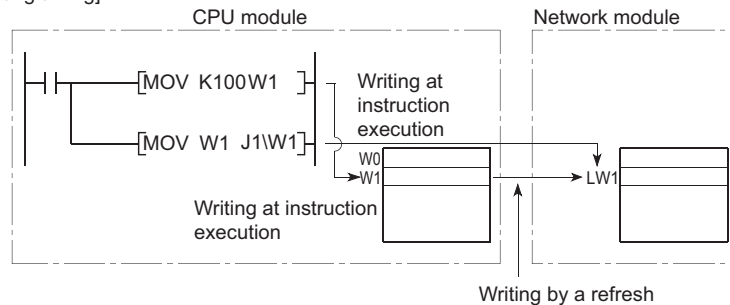 CPU module
Network module
MOV K100W1
MOV W1 J1\W1
Writing at
instruction
execution
W0
W1
LW1
Writing at instruction
execution
Writing by a refresh